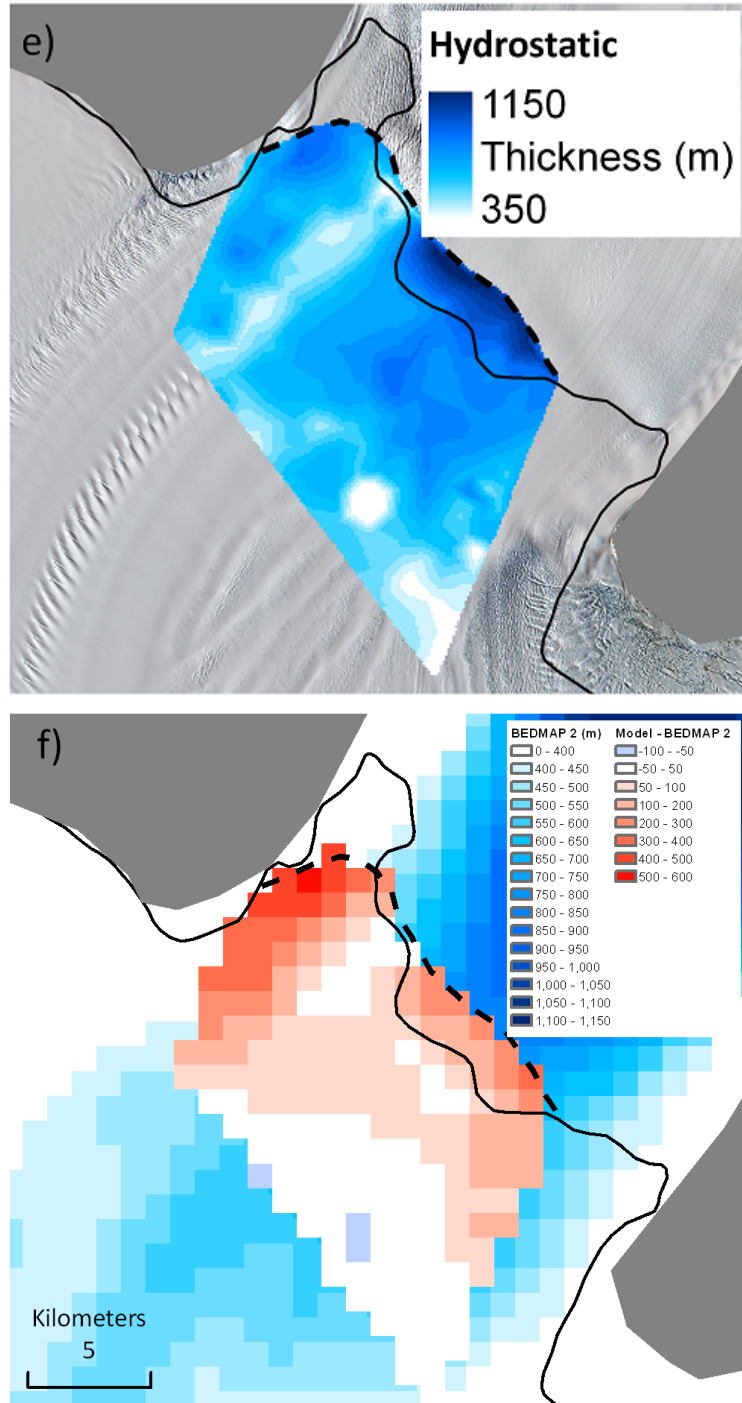 e)
Hydrostatic
1150
Thickness (m)
350
f)
BEDMAP 2 (m)
0 - 400
400 - 450
450 - 500
500 - 550
550 - 600
600 - 650
650 - 700
700 - 750
750 - 800
800 - 850
850 - 900
900 - 950
950 - 1,000
1,000 - 1,050
1,050 - 1,100
1,100 - 1,150
Model - BEDMAP 2
-100 - -50
-50 - 50
50 - 100
100 - 200
200 - 300
300 - 400
400 - 500
500 - 600
Kilometers
5